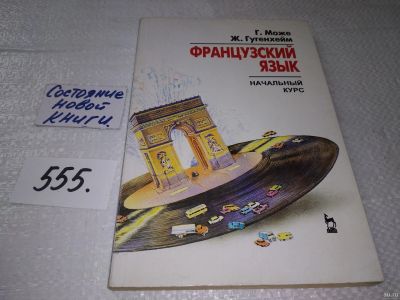 Г. Може
Ж. Гугенхейм
ФРАНЦУЗСКИЙ
ЯЗЫК
НАЧАЛЬНЫЙ
КУРС
Состояние
новой
книги.
555.